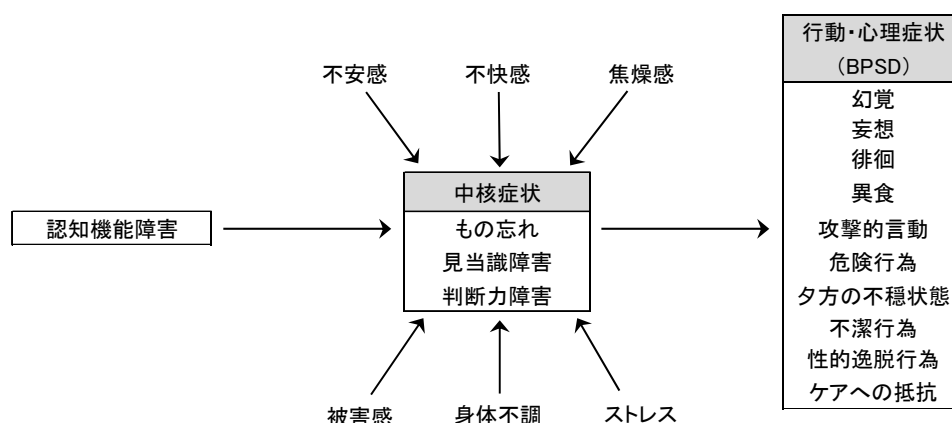 不安感
不快感
焦燥感
認知機能障害
中核症状
もの忘れ
見当識障害
判断力障害
被害感
身体不調
ストレス
行動・心理症状
（BPSD）
幻覚
妄想
徘徊
異食
攻撃的言動
危険行為
夕方の不穏状態
不潔行為
性的逸脱行為
ケアへの抵抗